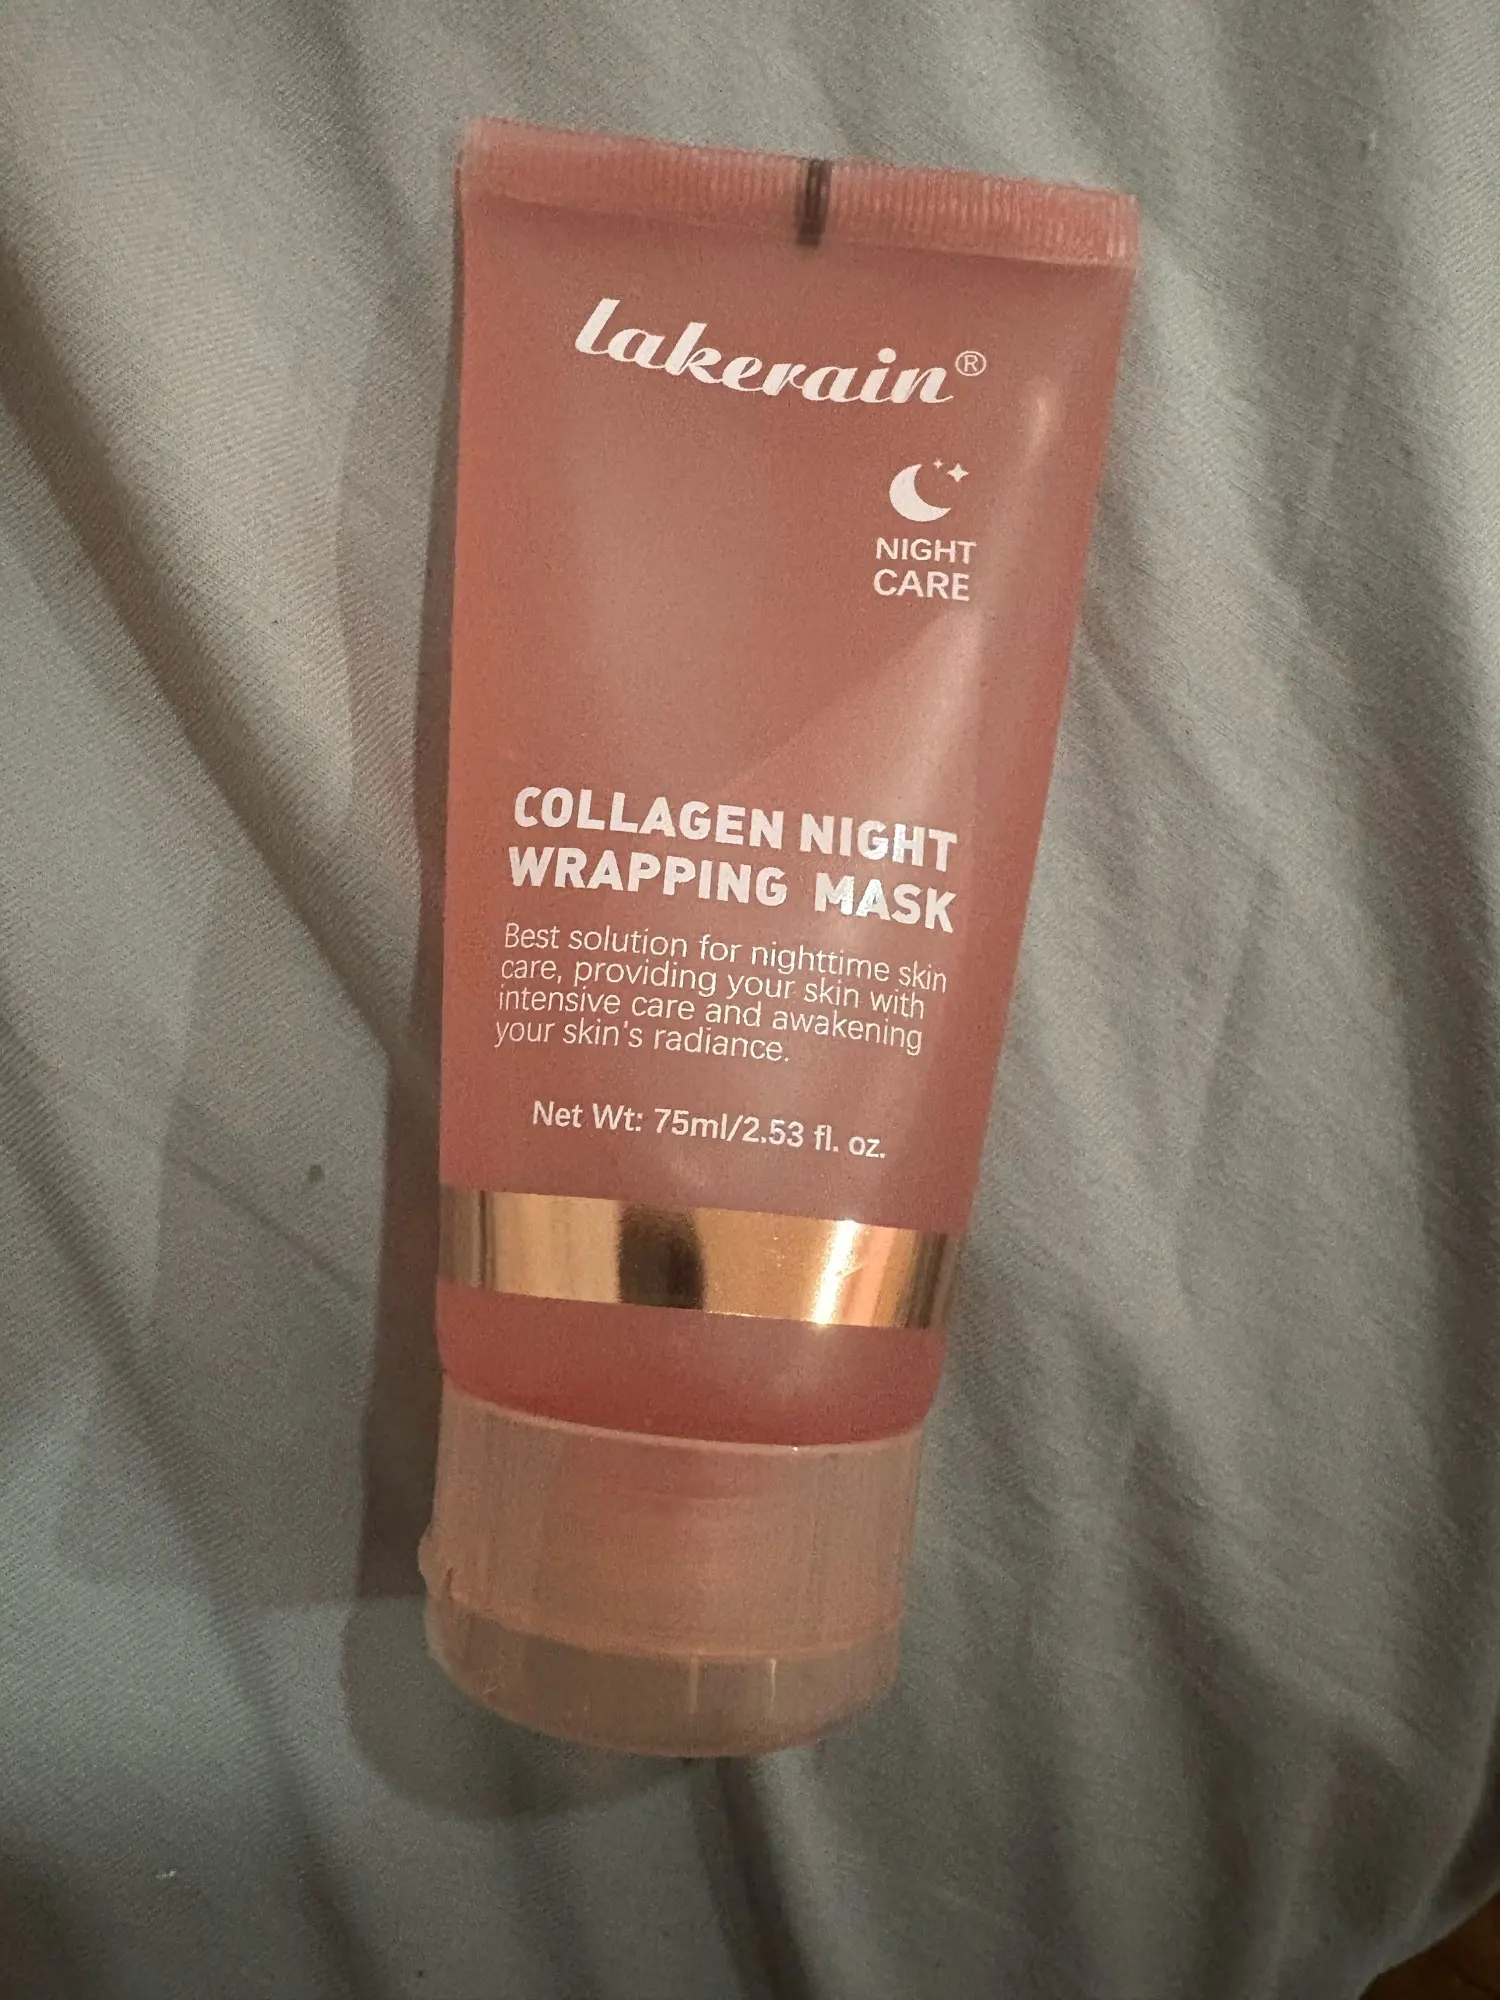 lakerain®
NIGHT
CARE
COLLAGEN NIGHT
WRAPPING MASK
Best solution for nighttime skin
care, providing your skin with
intensive care and awakening
your skin's radiance.
Net Wt: 75ml/2.53 fl. oz.